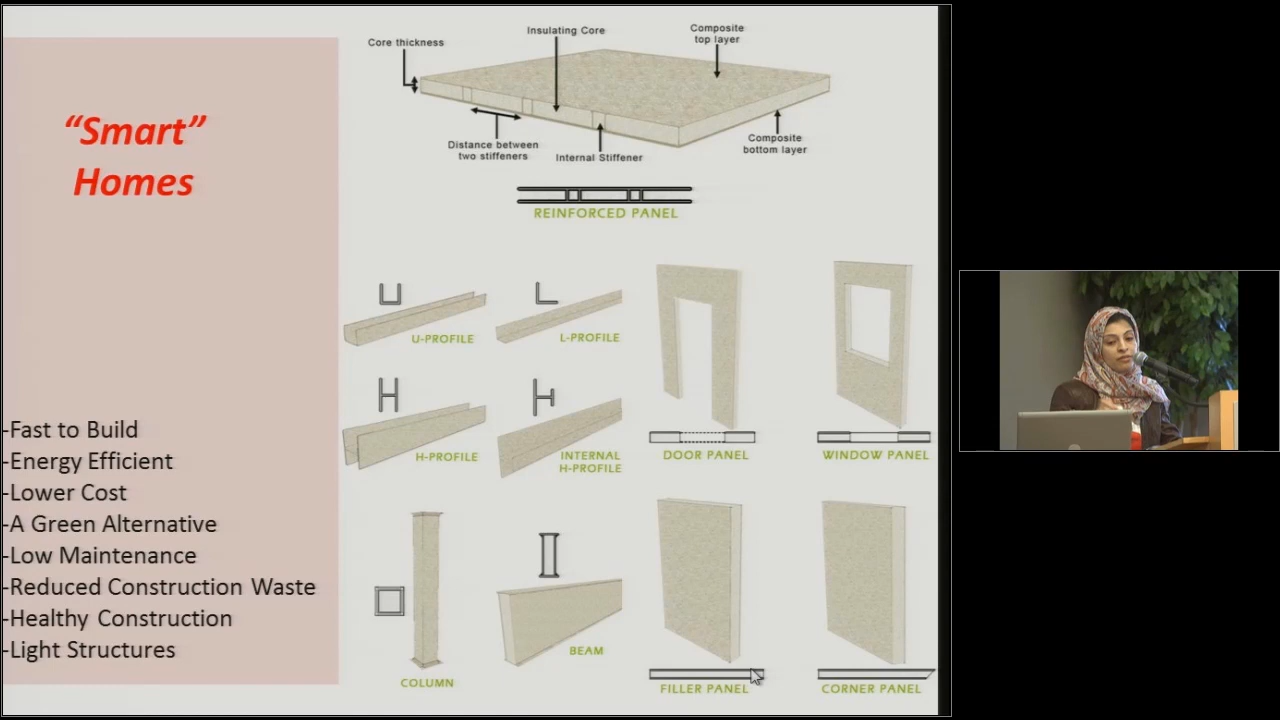 “Smart”
Homes
-Fast to Build
-Energy Efficient
-Lower Cost
-A Green Alternative
-Low Maintenance
-Reduced Construction Waste
-Healthy Construction
-Light Structures
Core thickness
Insulating Core
Composite
top layer
Distance between
two stiffeners
Internal Stiffener
Composite
bottom layer
REINFORCED PANEL
U-PROFILE
L-PROFILE
H-PROFILE
INTERNAL
H-PROFILE
DOOR PANEL
WINDOW PANEL
COLUMN
BEAM
FILLER PANEL
CORNER PANEL